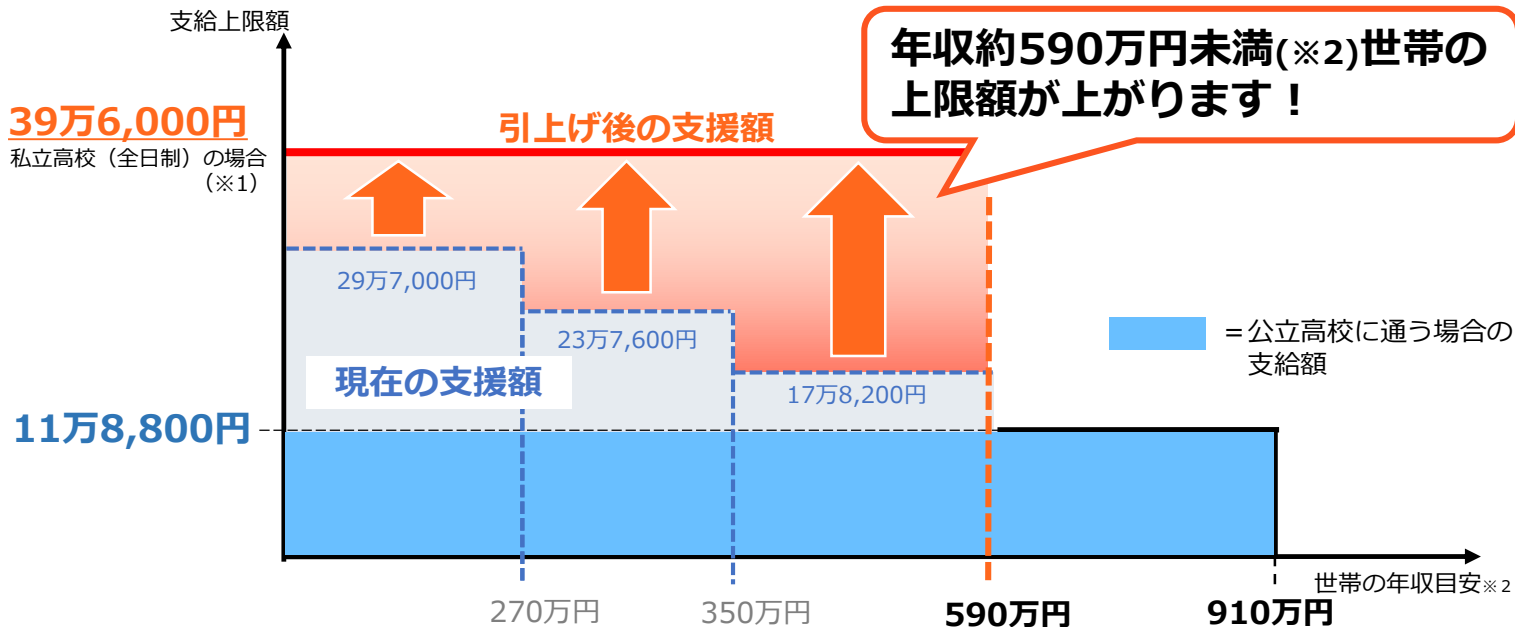 支給上限額
年収約590万円未満(※2)世帯の
上限額が上がります！
39万6,000円
私立高校（全日制）の場合
（※1）
引上げ後の支援額
29万7,000円
23万7,600円
17万8,200円
現在の支援額
＝公立高校に通う場合の
支給額
11万8,800円
世帯の年収目安※2
270万円
350万円
590万円
910万円